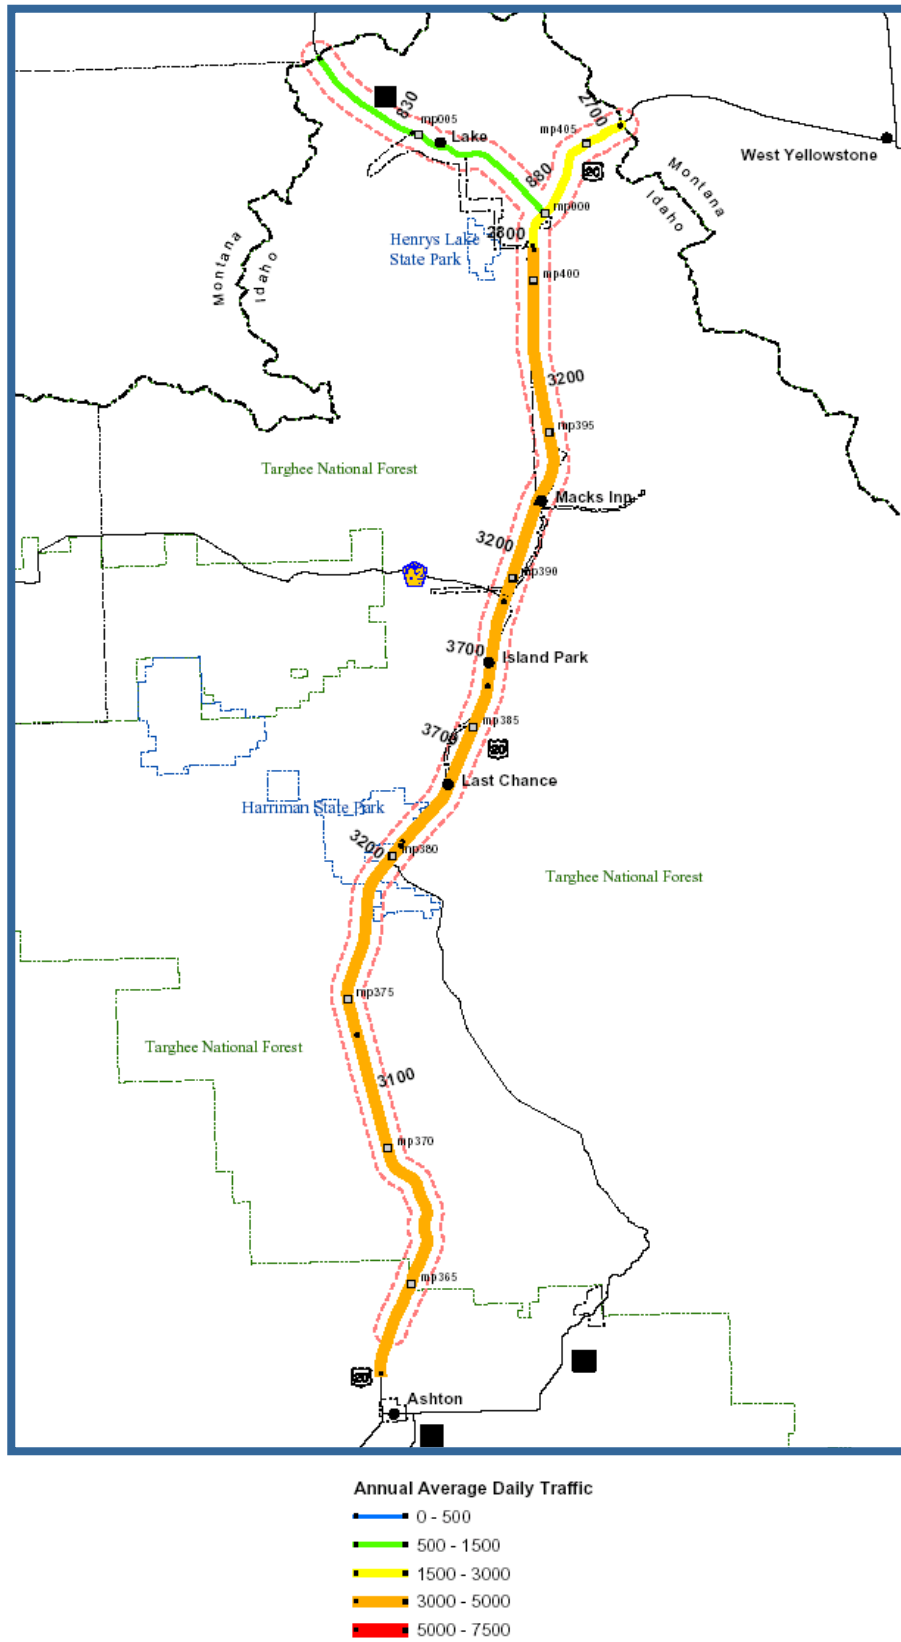 830
mp005
Lake
2700
mp405
20
West Yellowstone
880
Montana
Idaho
mp000
2800
Henrys Lake
State Park
Montana
Idaho
mp400
3200
mp395
Targhee National Forest
Macks Inn
3200
mp390
3700
Island Park
mp385
3700
20
Last Chance
Harriman State Park
3200
mp380
Targhee National Forest
mp375
Targhee National Forest
3100
mp370
mp365
20
Ashton
Annual Average Daily Traffic
0 - 500
500 - 1500
1500 - 3000
3000 - 5000
5000 - 7500